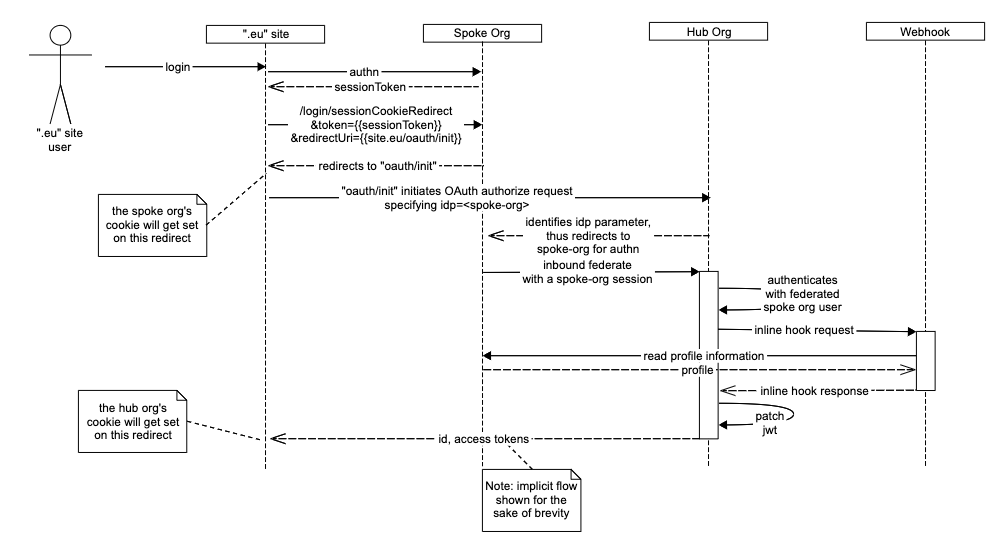 ".eu" site
Spoke Org
Hub Org
Webhook
login
authn
sessionToken
/login/sessionCookieRedirect
&token={{sessionToken}}
&redirectUri={{site.eu/oauth/init}}
".eu" site
user
redirects to "oauth/init"
"oauth/init" initiates OAuth authorize request
specifying idp=<spoke-org>
the spoke org's
cookie will get set
on this redirect
identifies idp parameter,
thus redirects to
spoke-org for authn
inbound federate
with a spoke-org session
authenticates
with federated
spoke org user
inline hook request
read profile information
profile
inline hook response
the hub org's
cookie will get set
on this redirect
patch
jwt
id, access tokens
Note: implicit flow
shown for the
sake of brevity